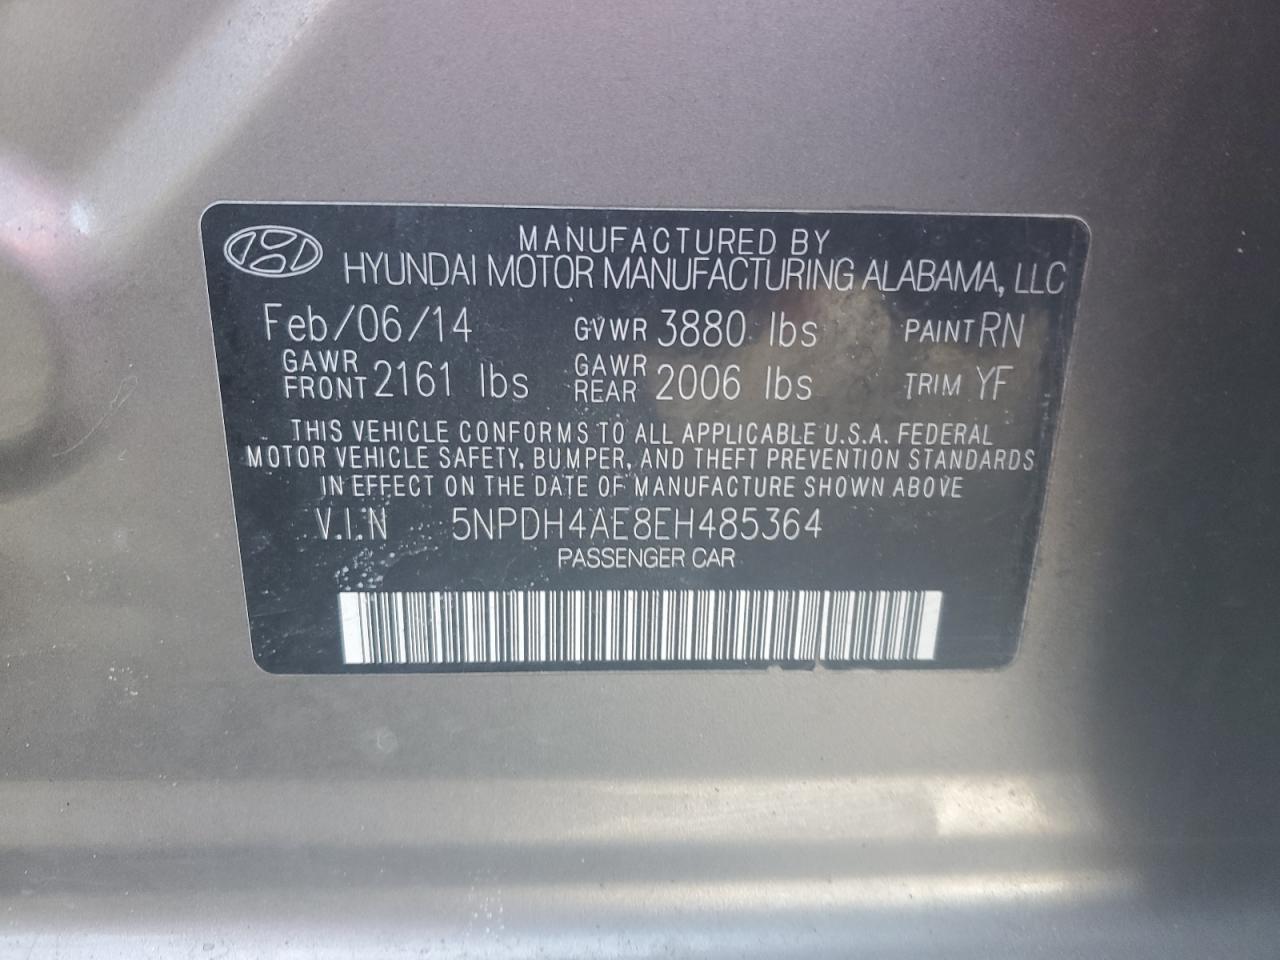 MANUFACTURED BY
HYUNDAI MOTOR MANUFACTURING ALABAMA, LLC
Feb/06/14 GVWR 3880 lbs PAINT RN
GAWR FRONT 2161 lbs GAWR REAR 2006 lbs TRIM YF
THIS VEHICLE CONFORMS TO ALL APPLICABLE U.S.A. FEDERAL
MOTOR VEHICLE SAFETY, BUMPER, AND THEFT PREVENTION STANDARDS
IN EFFECT ON THE DATE OF MANUFACTURE SHOWN ABOVE
V.I.N 5NPDH4AE8EH485364
PASSENGER CAR